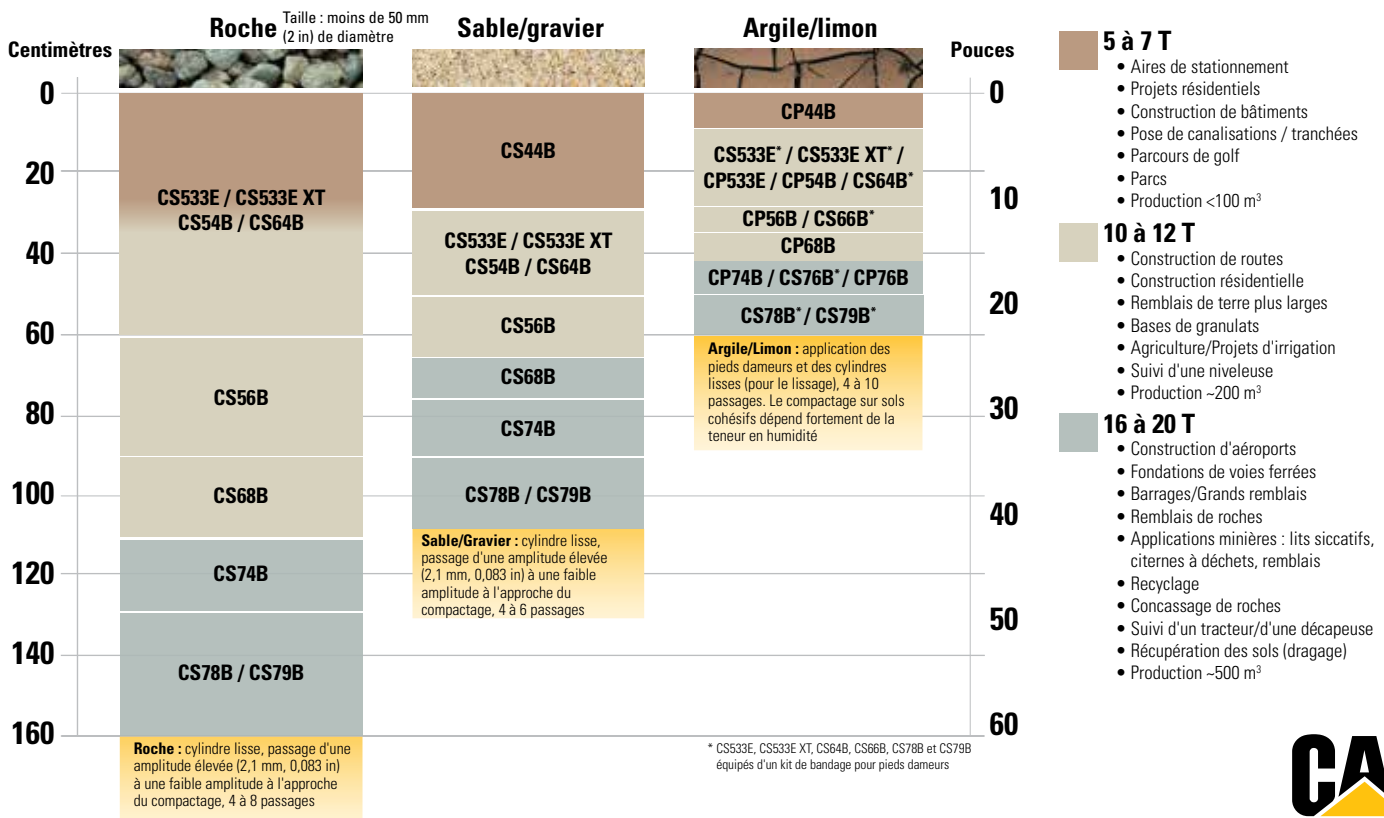 Centimètres
0
20
40
60
80
100
120
140
160
Roche
Taille : moins de 50 mm
(2 in) de diamètre
CS533E / CS533E XT
CS54B / CS64B
CS56B
CS68B
CS74B
CS78B / CS79B
Roche : cylindre lisse, passage d'une
amplitude élevée (2,1 mm, 0,083 in)
à une faible amplitude à l'approche
du compactage, 4 à 8 passages
Sable/gravier
CS44B
CS533E / CS533E XT
CS54B / CS64B
CS56B
CS68B
CS74B
CS78B / CS79B
Sable/Gravier : cylindre lisse,
passage d'une amplitude élevée
(2,1 mm, 0,083 in) à une faible
amplitude à l'approche du
compactage, 4 à 6 passages
Argile/limon
CP44B
CS533E* / CS533E XT* /
CP533E / CP54B / CS64B*
CP56B / CS66B*
CP68B
CP74B / CS76B* / CP76B
CS78B* / CS79B*
Argile/Limon : application des
pieds dameurs et des cylindres
lisses (pour le lissage), 4 à 10
passages. Le compactage sur sols
cohésifs dépend fortement de la
teneur en humidité
* CS533E, CS533E XT, CS64B, CS66B, CS78B et CS79B
équipés d'un kit de bandage pour pieds dameurs
Pouces
0
10
20
30
40
50
60
5 à 7 T
• Aires de stationnement
• Projets résidentiels
• Construction de bâtiments
• Pose de canalisations / tranchées
• Parcours de golf
• Parcs
• Production <100 m³
10 à 12 T
• Construction de routes
• Construction résidentielle
• Remblais de terre plus larges
• Bases de granulats
• Agriculture/Projets d'irrigation
• Suivi d'une niveleuse
• Production ~200 m³
16 à 20 T
• Construction d'aéroports
• Fondations de voies ferrées
• Barrages/Grands remblais
• Remblais de roches
• Applications minières : lits siccatifs,
citernes à déchets, remblais
• Recyclage
• Concassage de roches
• Suivi d'un tracteur/d'une décapeuse
• Récupération des sols (dragage)
• Production ~500 m³
CA